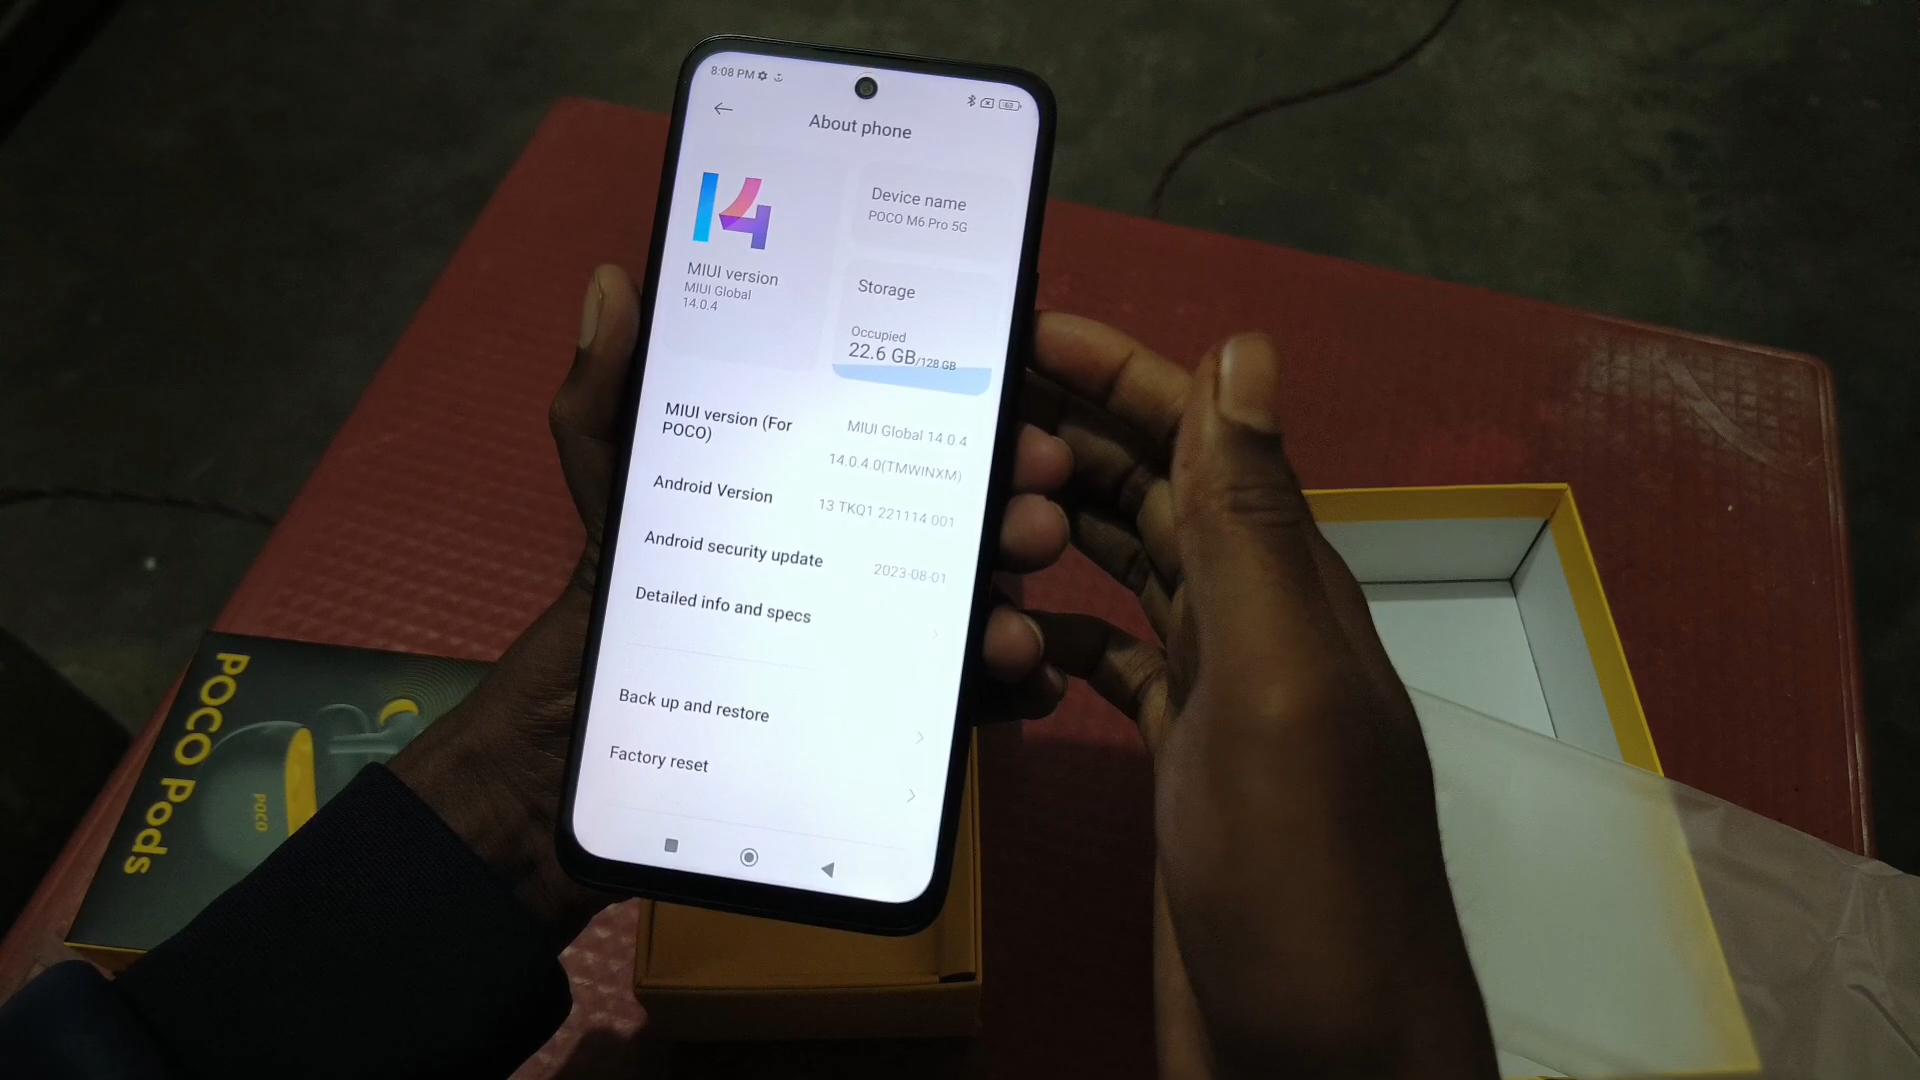 8:08 PM
60
About phone
14
MIUI version
MIUI Global
14.0.4
Device name
POCO M6 Pro 5G
Storage
Occupied
22.6 GB/128 GB
MIUI version (For
POCO)
MIUI Global 14.0.4
14.0.4.0(TMWINXM)
Android Version
13 TKQ1.221114.001
Android security update
2023-08-01
Detailed info and specs
Back up and restore
Factory reset
POCO Pods
POCO